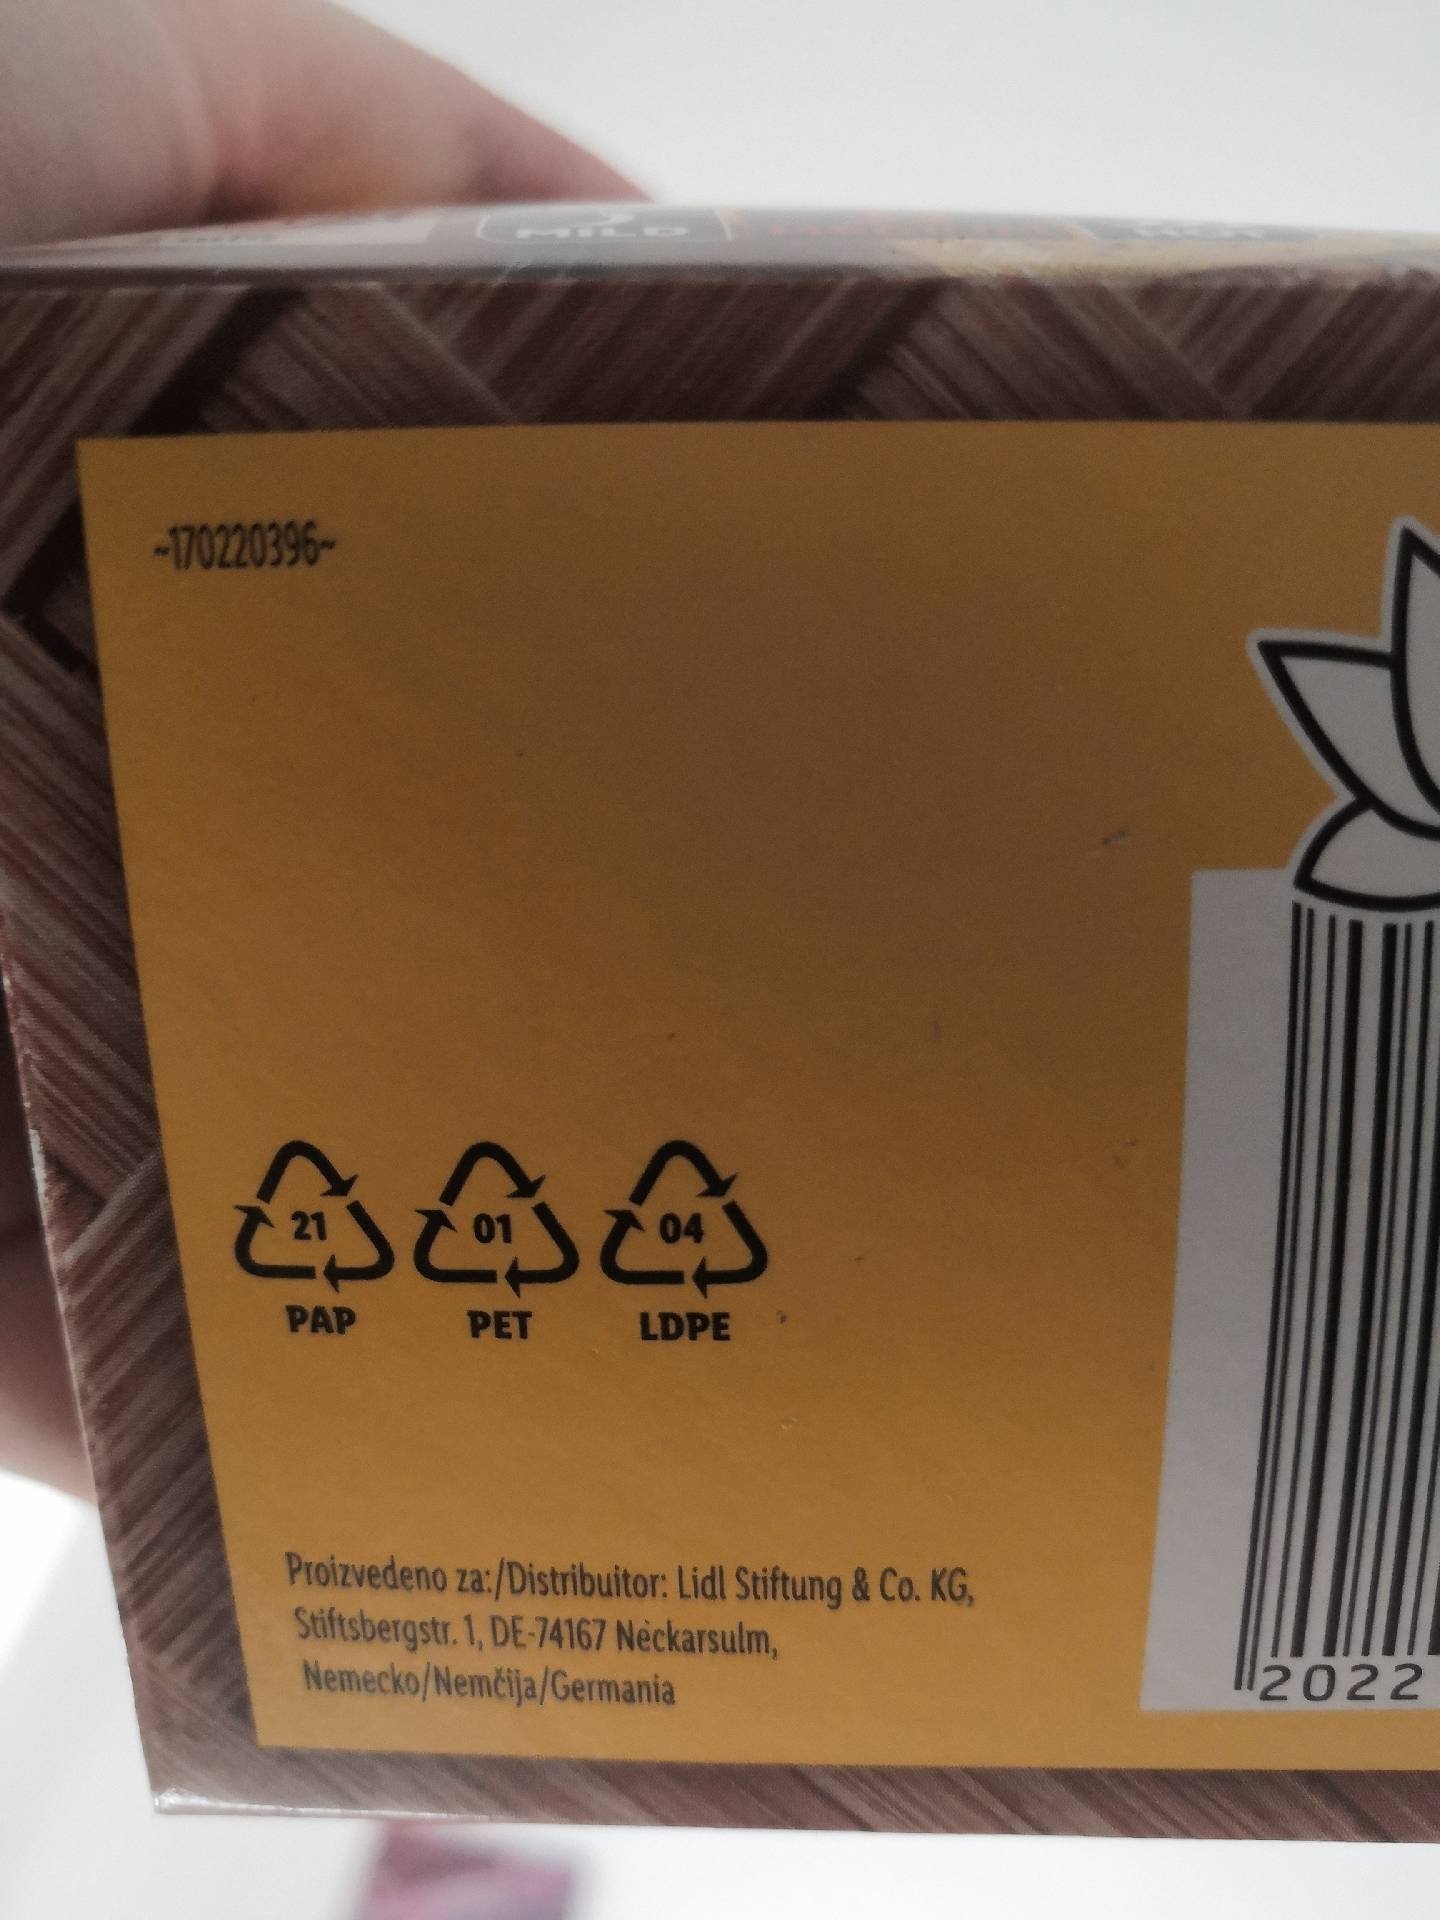 MILD
~170220396~
21
01
04
PAP
PET
LDPE
Proizvedeno za:/Distribuitor: Lidl Stiftung & Co. KG,
Stiftsbergstr. 1, DE-74167 Neckarsulm,
Nemecko/Nemčija/Germania
2022